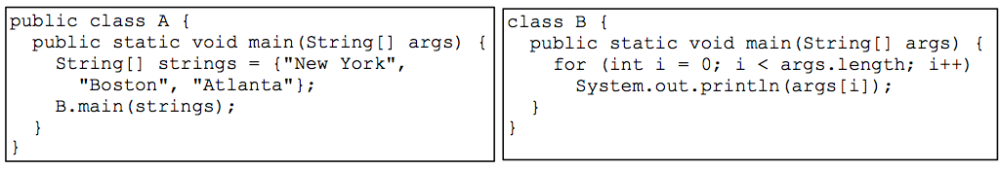 public class A {
  public static void main(String[] args) {
    String[] strings = {"New York",
      "Boston", "Atlanta"};
    B.main(strings);
  }
}
class B {
  public static void main(String[] args) {
    for (int i = 0; i < args.length; i++)
      System.out.println(args[i]);
  }
}